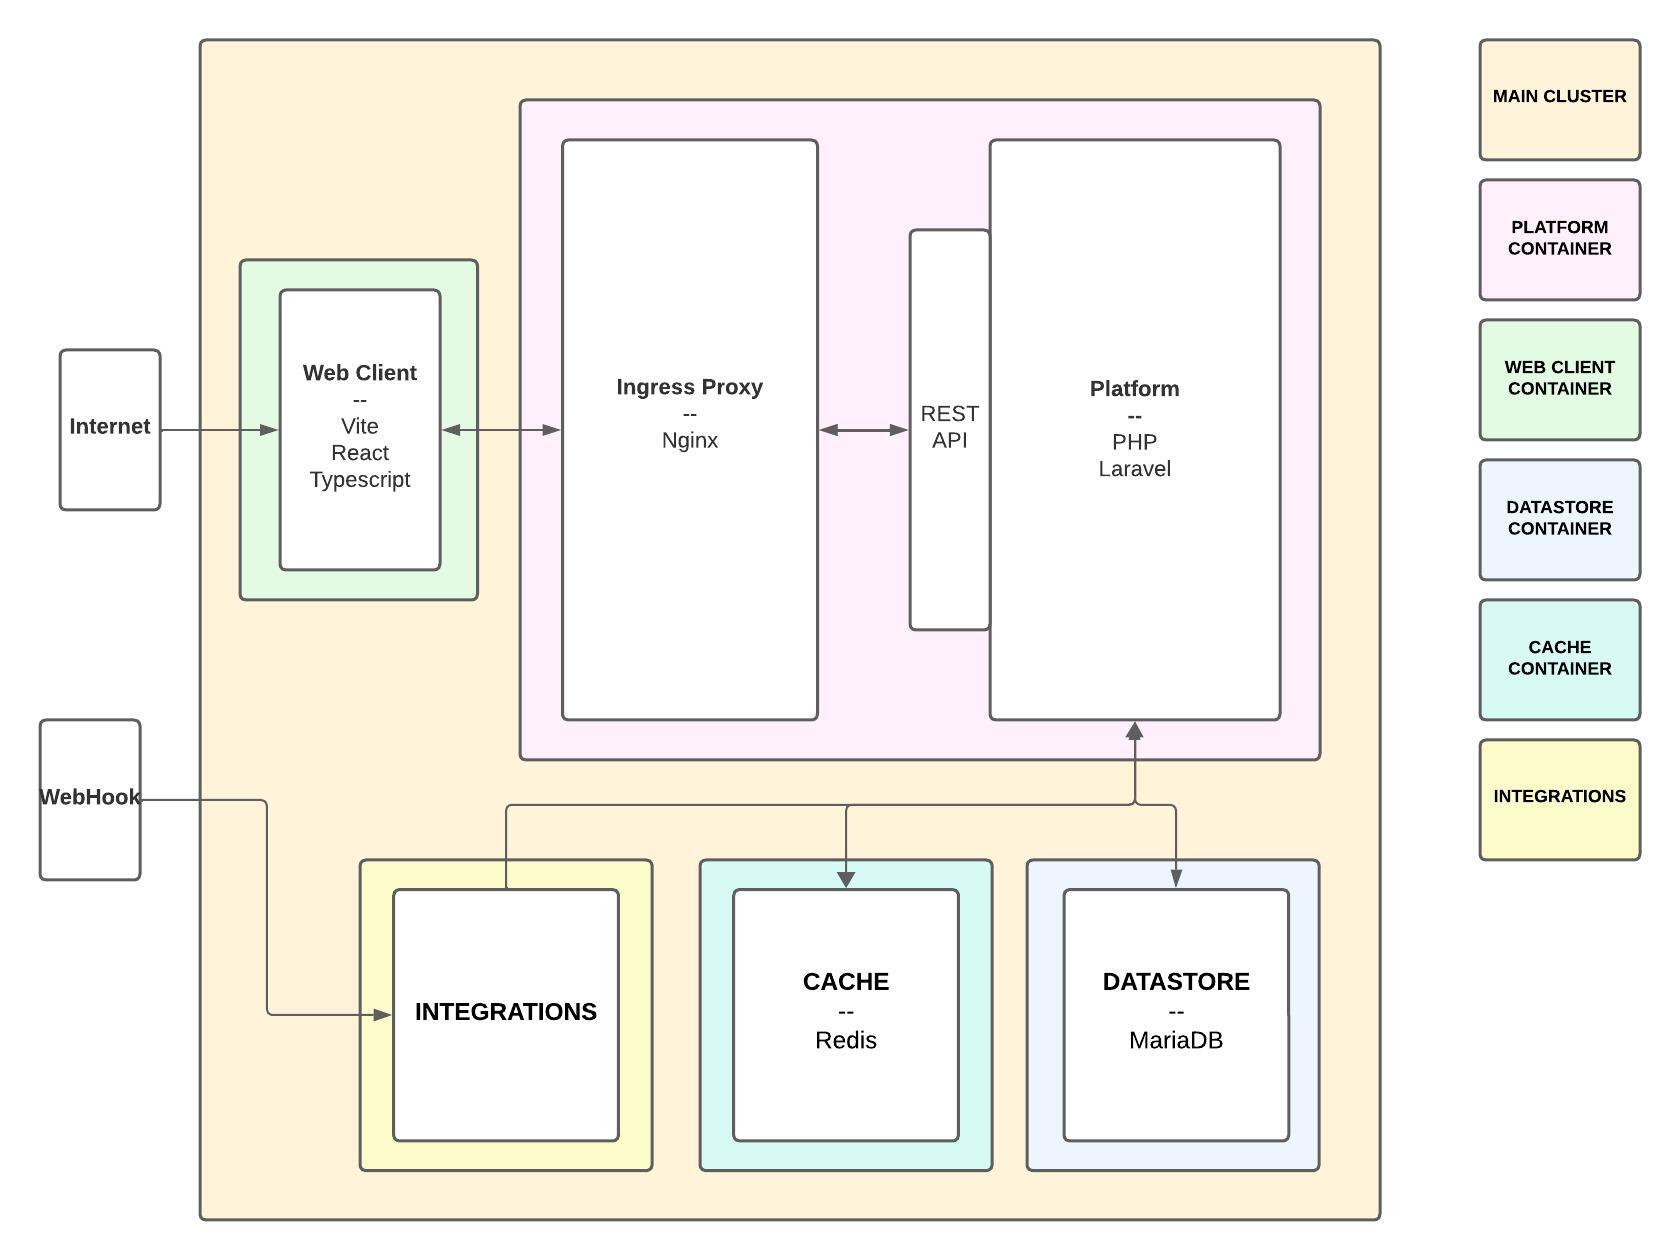 Internet
WebHook
Web Client
--
Vite
React
Typescript
Ingress Proxy
--
Nginx
REST
API
Platform
--
PHP
Laravel
INTEGRATIONS
CACHE
--
Redis
DATASTORE
--
MariaDB
MAIN CLUSTER
PLATFORM
CONTAINER
WEB CLIENT
CONTAINER
DATASTORE
CONTAINER
CACHE
CONTAINER
INTEGRATIONS